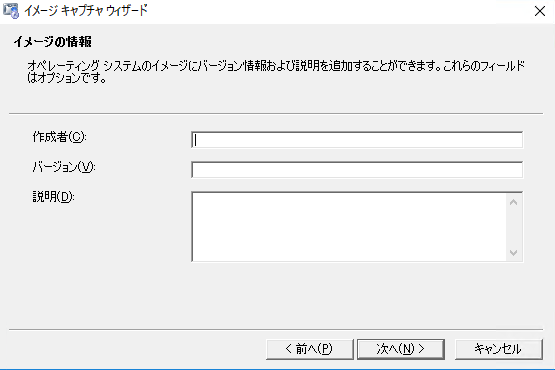 イメージ キャプチャ ウィザード
イメージの情報
オペレーティング システムのイメージにバージョン情報および説明を追加することができます。これらのフィールド
はオプションです。
作成者(C):
バージョン(V):
説明(D):
< 前へ(P)
次へ(N) >
キャンセル